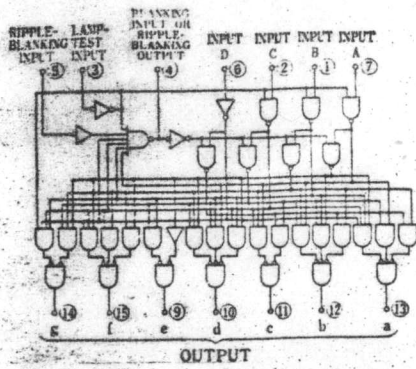 RIPPLE-BLANKING INPUT
LAMP-TEST INPUT
BLANKING INPUT OR RIPPLE-BLANKING OUTPUT
INPUT D
INPUT C
INPUT B
INPUT A
5 3 4 6 2 1 7
14 15 9 10 11 12 13
g f e d c b a
OUTPUT